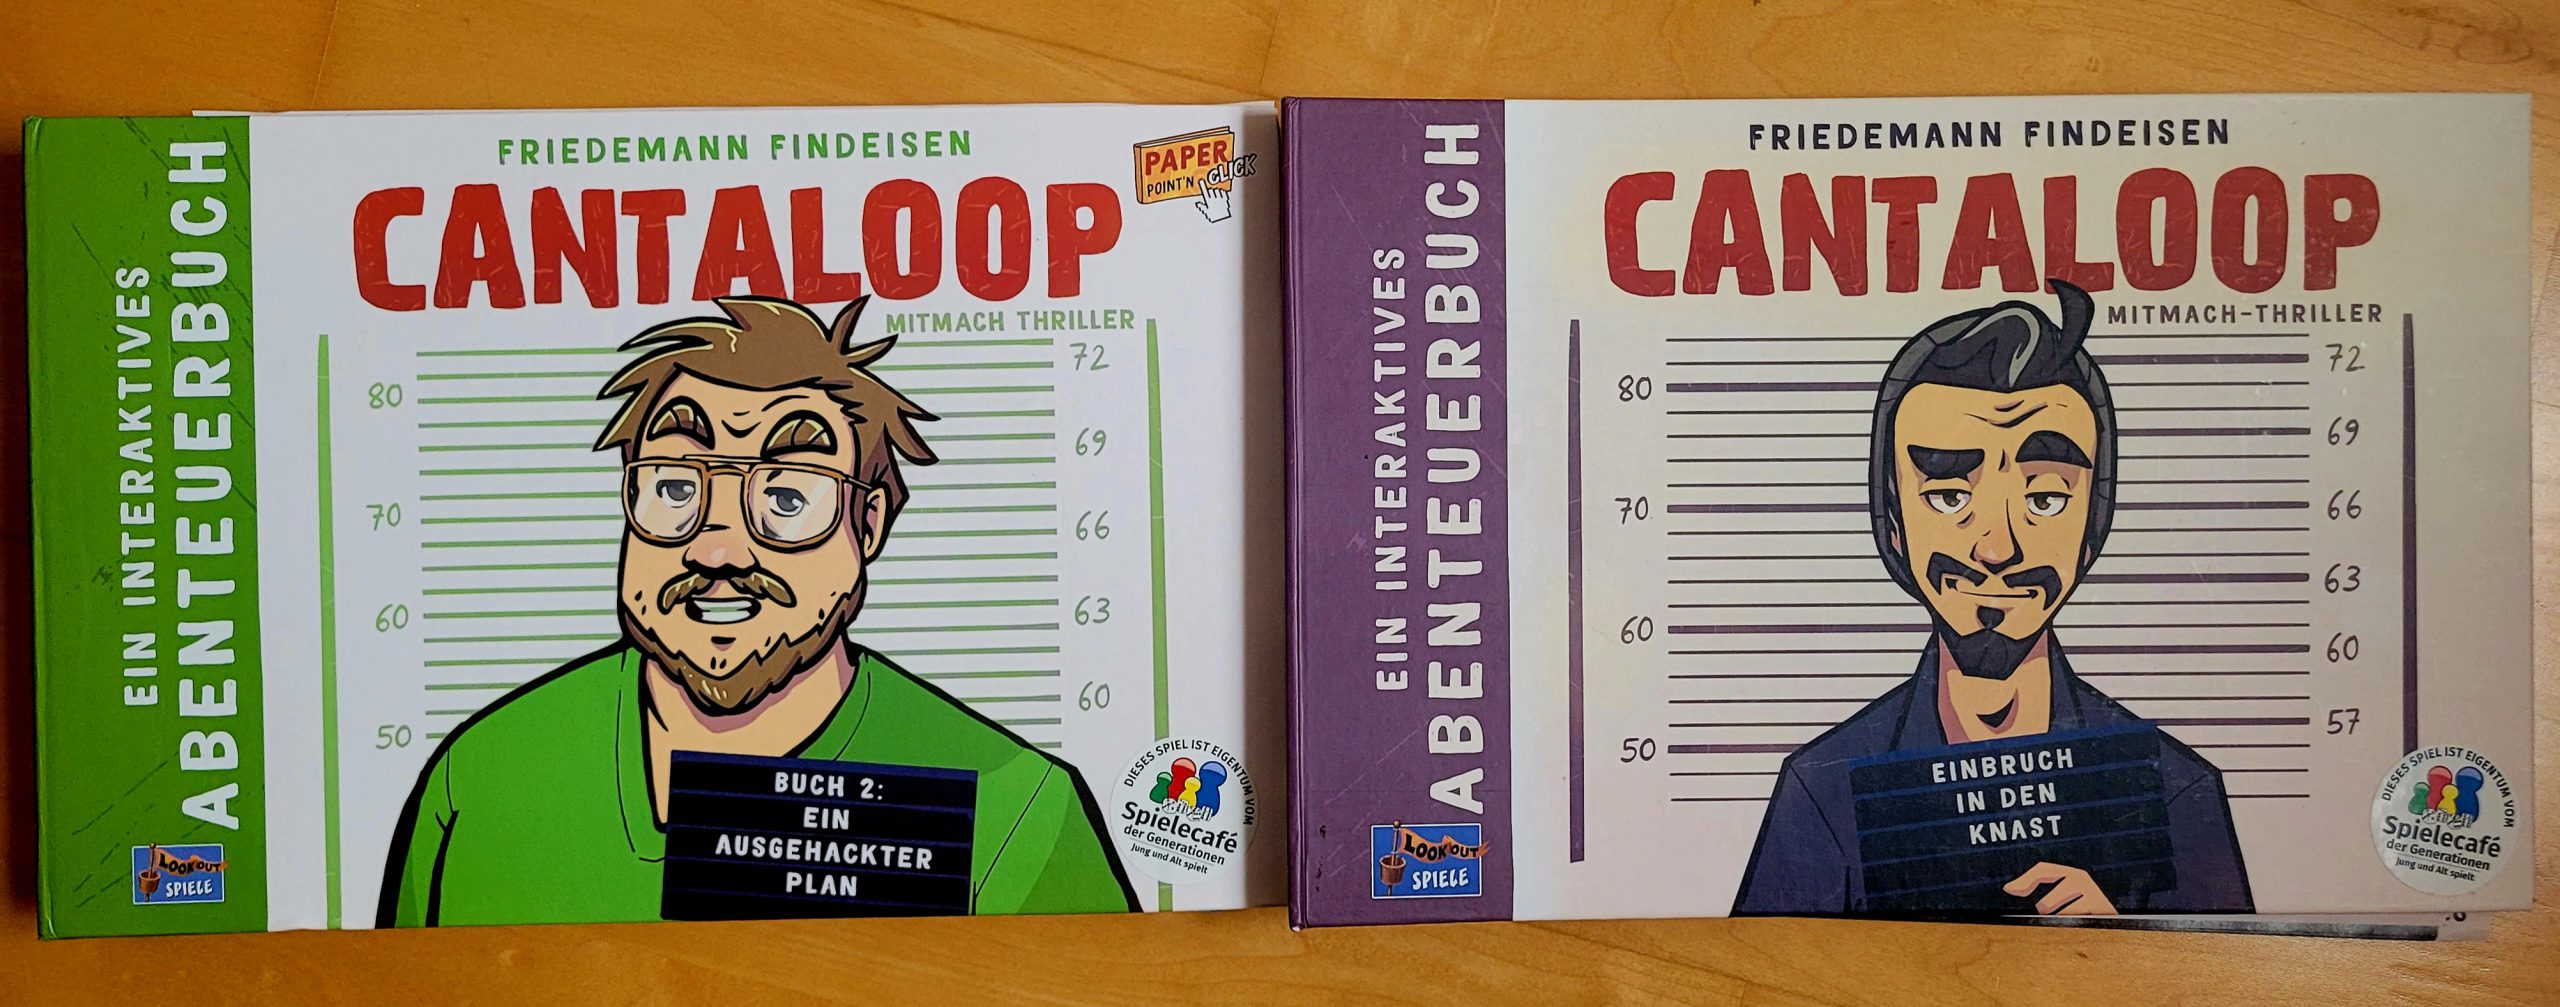 EIN INTERAKTIVES
ABENTEUERBUCH
LOOKOUT
SPIELE
FRIEDEMANN FINDEISEN
CANTALOOP
MITMACH THRILLER
PAPER
POINT'N CLICK
80
70
60
50
72
69
66
63
60
BUCH 2:
EIN
AUSGEHACKTER
PLAN
DIESES SPIEL IST EIGENTUM VOM
Spielecafé
der Generationen
Jung und Alt spielt
EIN INTERAKTIVES
ABENTEUERBUCH
LOOKOUT
SPIELE
FRIEDEMANN FINDEISEN
CANTALOOP
MITMACH-THRILLER
80
70
60
50
72
69
66
63
60
57
EINBRUCH
IN DEN
KNAST
DIESES SPIEL IST EIGENTUM VOM
Spielecafé
der Generationen
Jung und Alt spielt